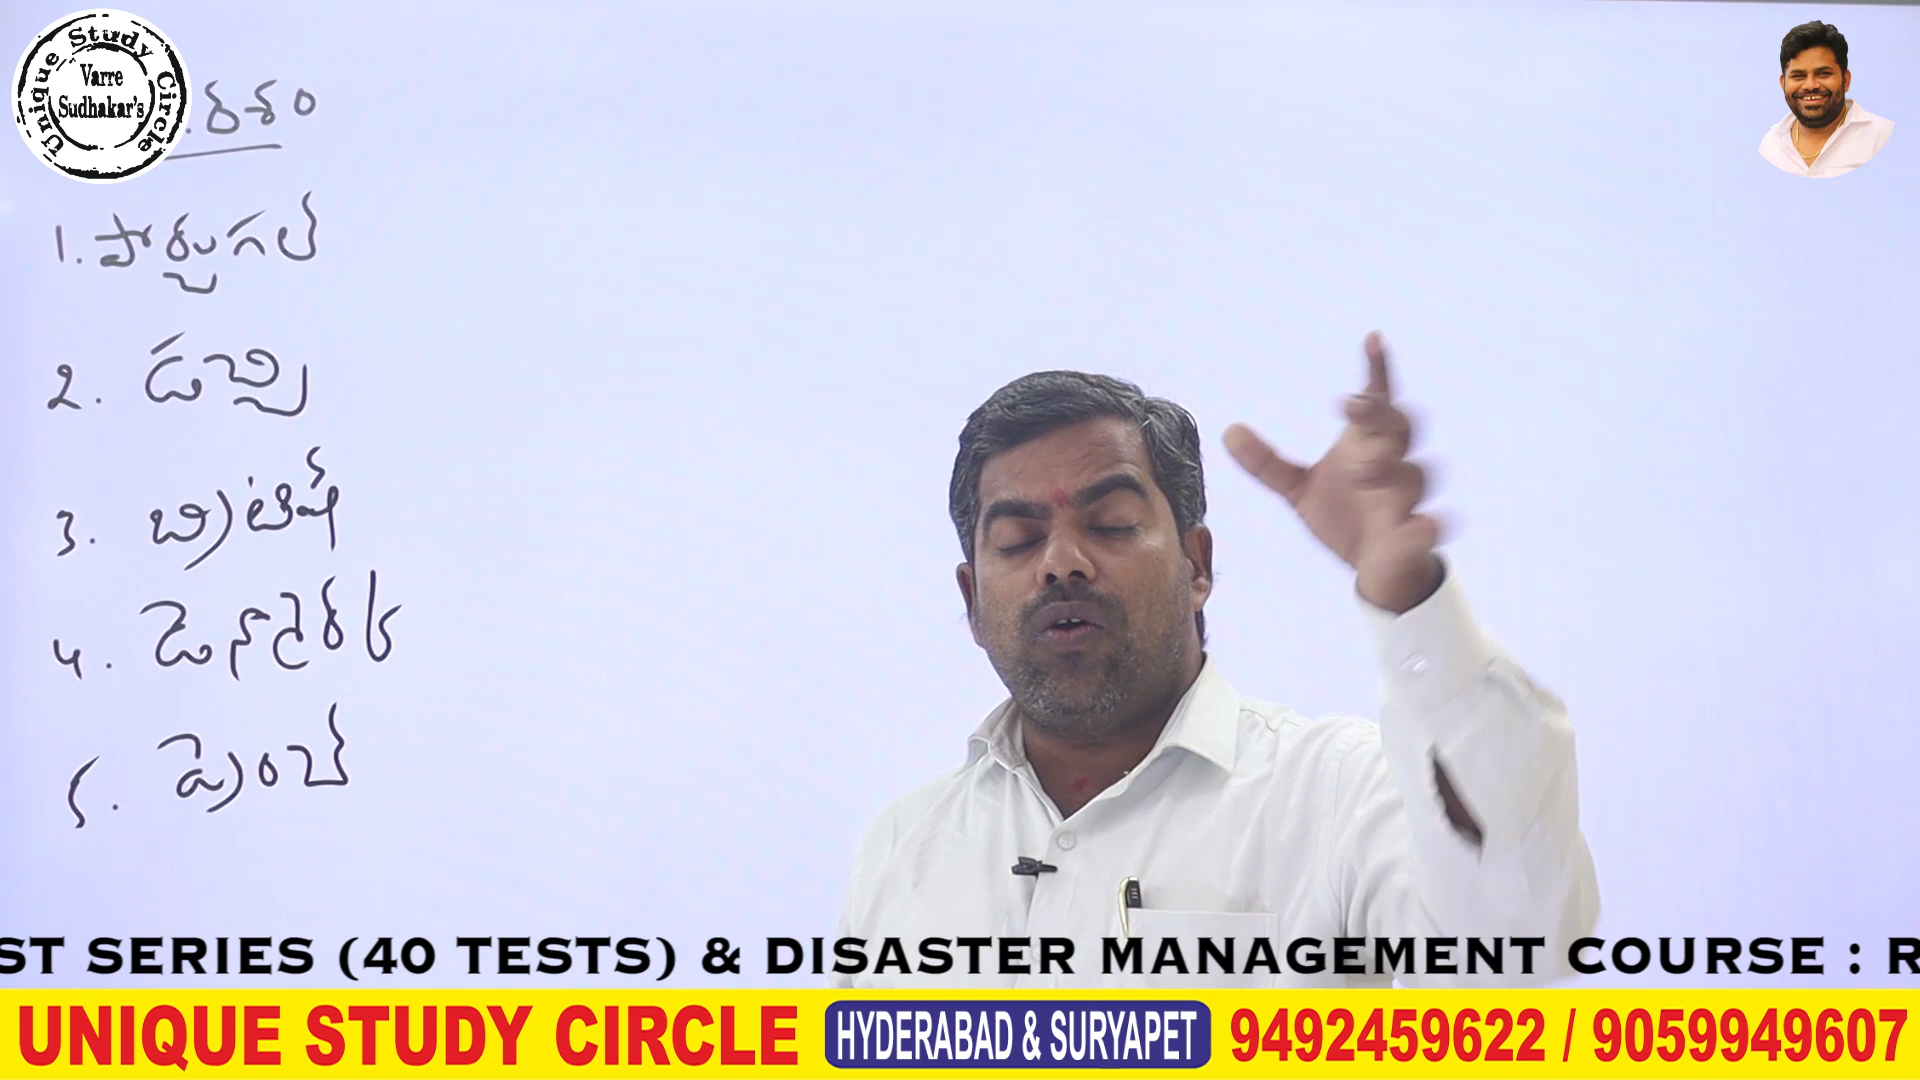 Unique Study Circle
Varre
Sudhakar's
1. పోర్చుగల్
2. డచ్చి
3. బ్రిటిష్
4. డెన్మార్క్
5. ఫ్రెంచ్
ST SERIES (40 TESTS) & DISASTER MANAGEMENT COURSE : R
UNIQUE STUDY CIRCLE HYDERABAD & SURYAPET 9492459622 / 9059949607